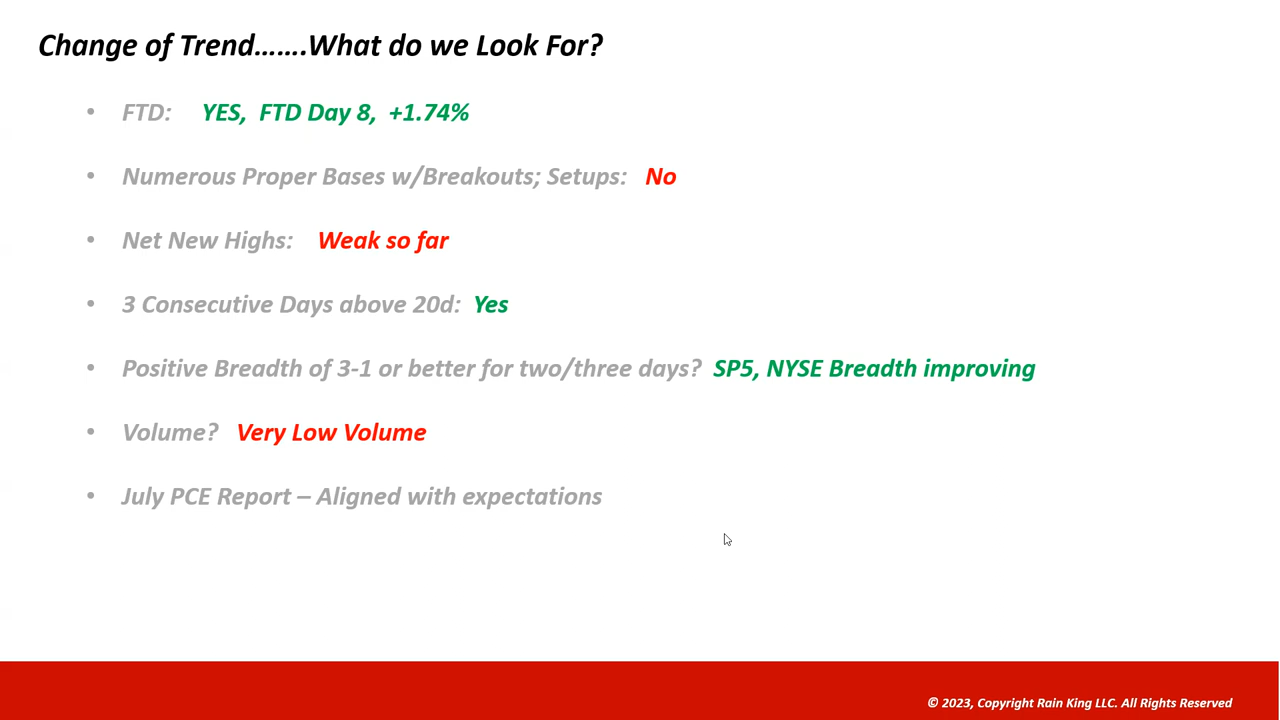 Change of Trend.......What do we Look For?
• FTD: YES, FTD Day 8, +1.74%
• Numerous Proper Bases w/Breakouts; Setups: No
• Net New Highs: Weak so far
• 3 Consecutive Days above 20d: Yes
• Positive Breadth of 3-1 or better for two/three days? SP5, NYSE Breadth improving
• Volume? Very Low Volume
• July PCE Report – Aligned with expectations
© 2023, Copyright Rain King LLC. All Rights Reserved